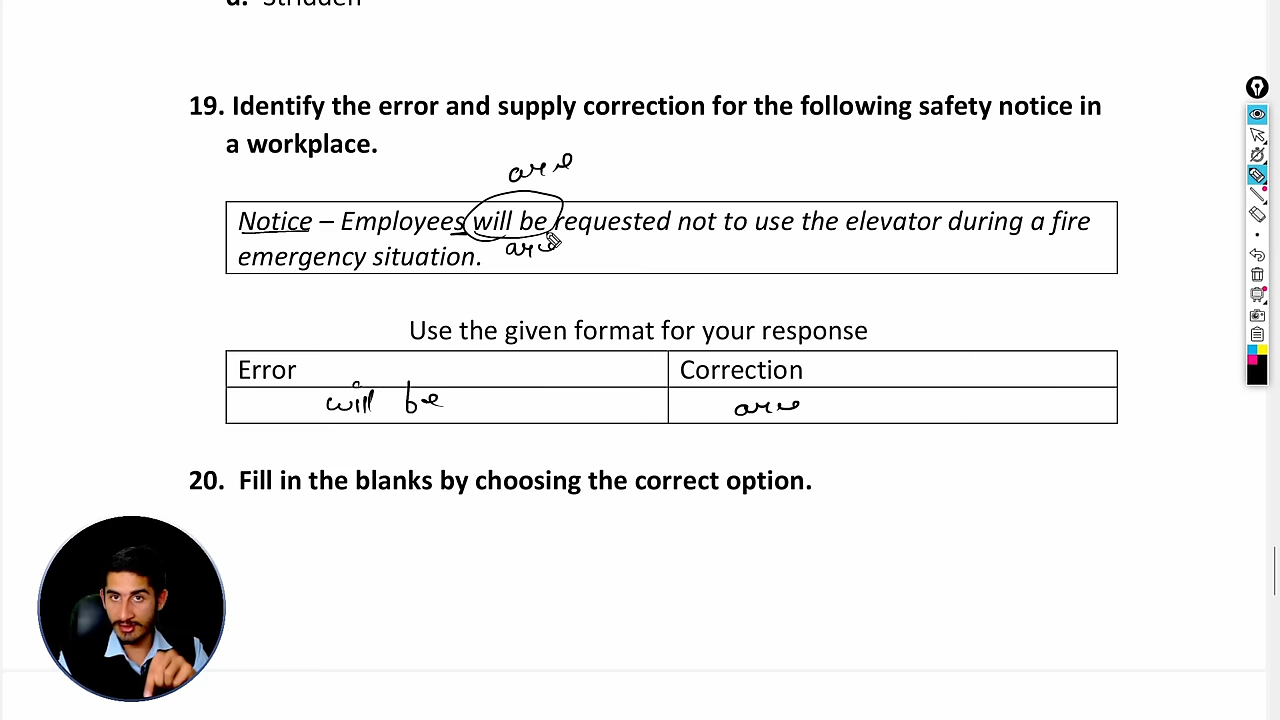 19. Identify the error and supply correction for the following safety notice in
a workplace.
are
Notice – Employees will be requested not to use the elevator during a fire
emergency situation.
are
Use the given format for your response
Error Correction
will be are
20. Fill in the blanks by choosing the correct option.